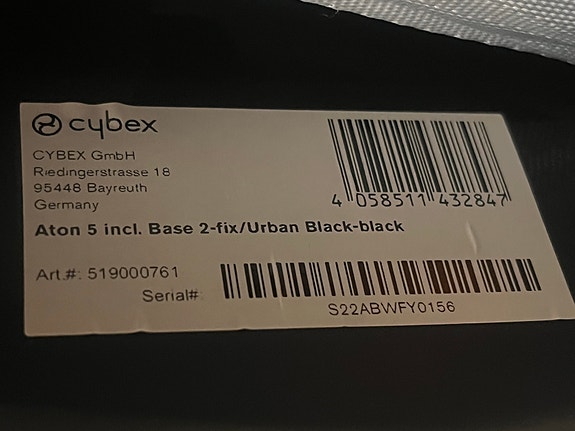 cybex
CYBEX GmbH
Riedingerstrasse 18
95448 Bayreuth
Germany
4 058511 432847
Aton 5 incl. Base 2-fix/Urban Black-black
Art.#: 519000761
Serial#:
S22ABWFY0156